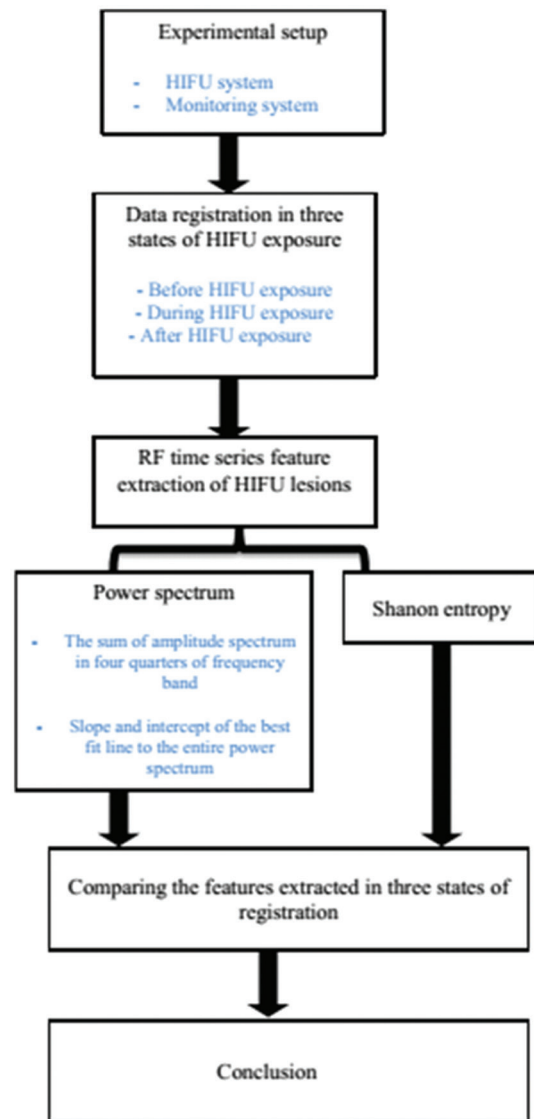 Experimental setup
- HIFU system
- Monitoring system
Data registration in three
states of HIFU exposure
- Before HIFU exposure
- During HIFU exposure
- After HIFU exposure
RF time series feature
extraction of HIFU lesions
Power spectrum
- The sum of amplitude spectrum
in four quarters of frequency
band
- Slope and intercept of the best
fit line to the entire power
spectrum
Shanon entropy
Comparing the features extracted in three states of
registration
Conclusion